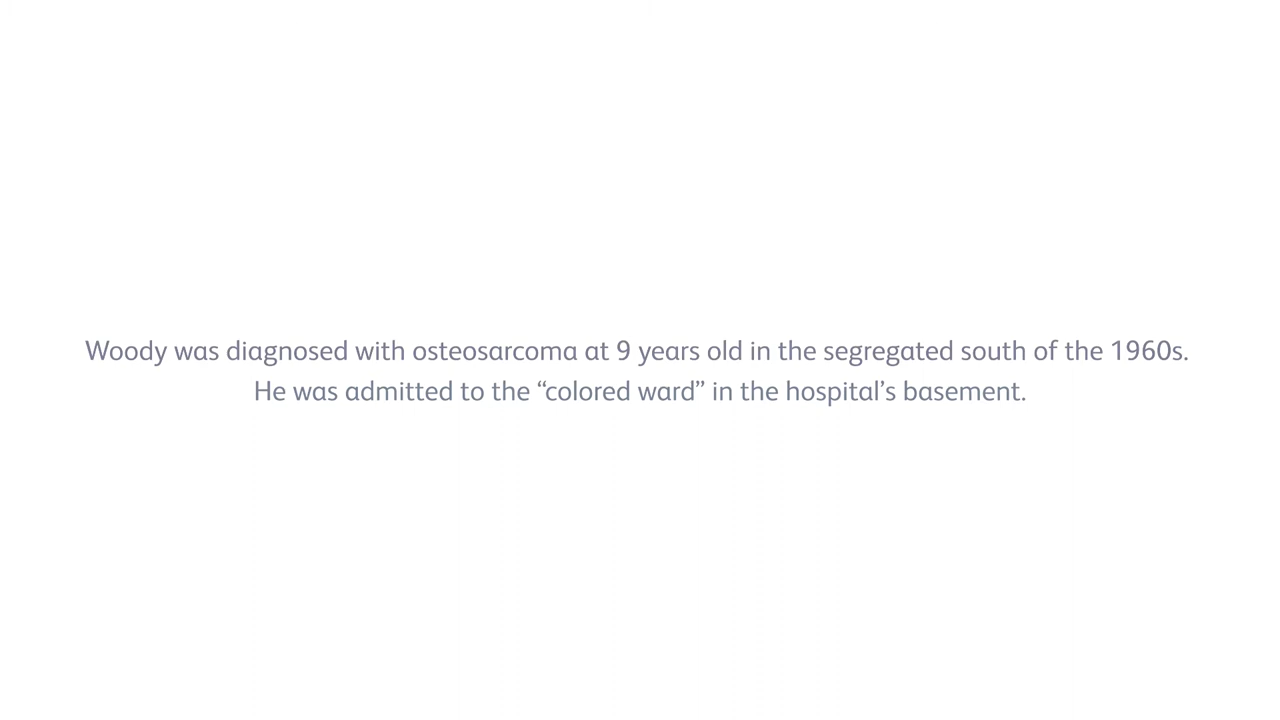 Woody was diagnosed with osteosarcoma at 9 years old in the segregated south of the 1960s.
He was admitted to the “colored ward” in the hospital’s basement.